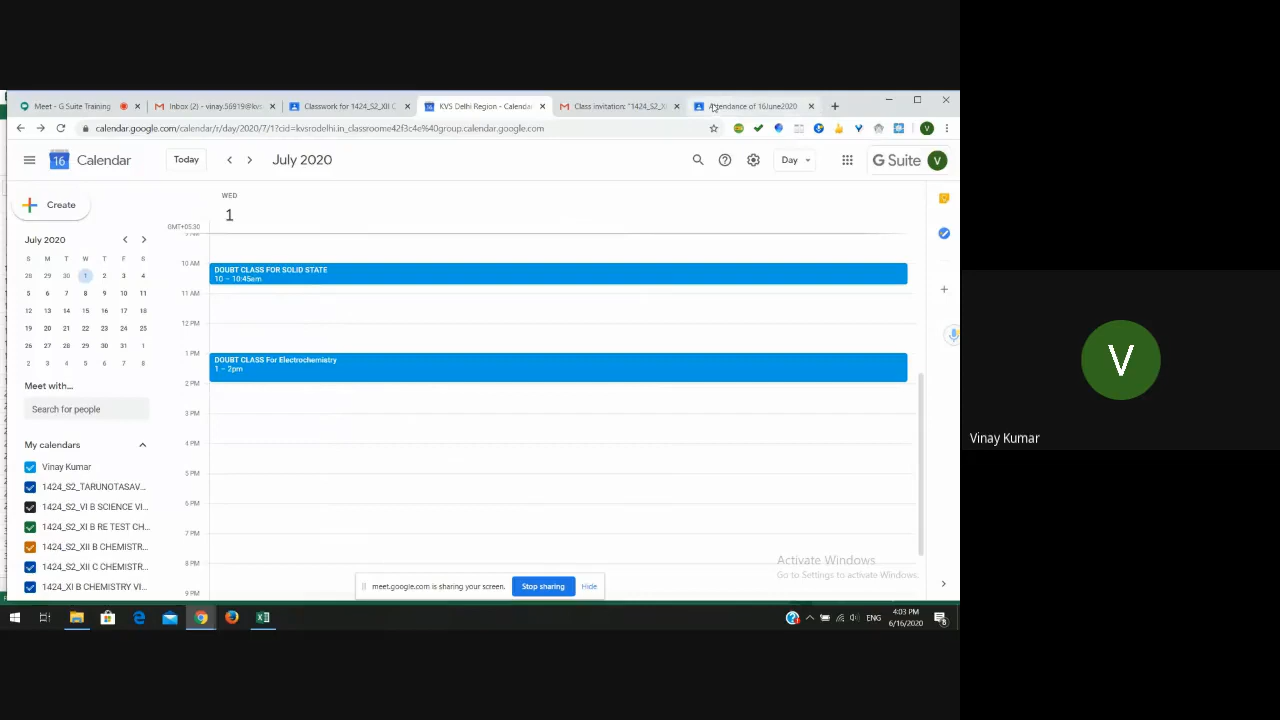 Meet - G Suite Training
Inbox (2) - vinay.56919@kvs
Classwork for 1424_S2_XII C
KVS Delhi Region - Calenda
Class invitation: "1424_S2_XI
Attendance of 16June2020
calendar.google.com/calendar/r/day/2020/7/1?cid=kvsrodelhi.in_classroome42f3c4e%40group.calendar.google.com
V
16 Calendar
Today
July 2020
Day
G Suite
V
Create
WED
1
GMT+05:30
July 2020
S M T W T F S
28 29 30 1 2 3 4
5 6 7 8 9 10 11
12 13 14 15 16 17 18
19 20 21 22 23 24 25
26 27 28 29 30 31 1
2 3 4 5 6 7 8
Meet with...
Search for people
My calendars
Vinay Kumar
1424_S2_TARUNOTASAV...
1424_S2_VI B SCIENCE VI...
1424_S2_XI B RE TEST CH...
1424_S2_XII B CHEMISTR...
1424_S2_XII C CHEMISTR...
1424_XI B CHEMISTRY VI...
10 AM
DOUBT CLASS FOR SOLID STATE
10 – 10:45am
11 AM
12 PM
1 PM
DOUBT CLASS For Electrochemistry
1 – 2pm
2 PM
3 PM
4 PM
5 PM
6 PM
7 PM
8 PM
9 PM
Activate Windows
Go to Settings to activate Windows.
meet.google.com is sharing your screen.
Stop sharing
Hide
ENG
4:03 PM
6/16/2020
V
Vinay Kumar